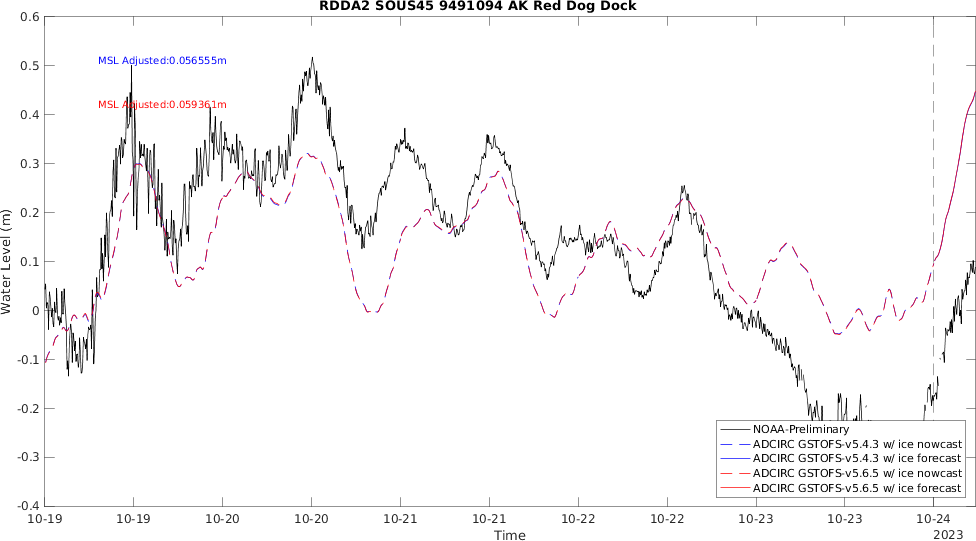 RDDA2 SOUS45 9491094 AK Red Dog Dock
0.6
0.5
0.4
0.3
0.2
0.1
0
-0.1
-0.2
-0.3
-0.4
Water Level (m)
MSL Adjusted:0.056555m
MSL Adjusted:0.059361m
NOAA-Preliminary
ADCIRC GSTOFS-v5.4.3 w/ ice nowcast
ADCIRC GSTOFS-v5.4.3 w/ ice forecast
ADCIRC GSTOFS-v5.6.5 w/ ice nowcast
ADCIRC GSTOFS-v5.6.5 w/ ice forecast
10-19 10-19 10-20 10-20 10-21 10-21 10-22 10-22 10-23 10-23 10-24
2023
Time